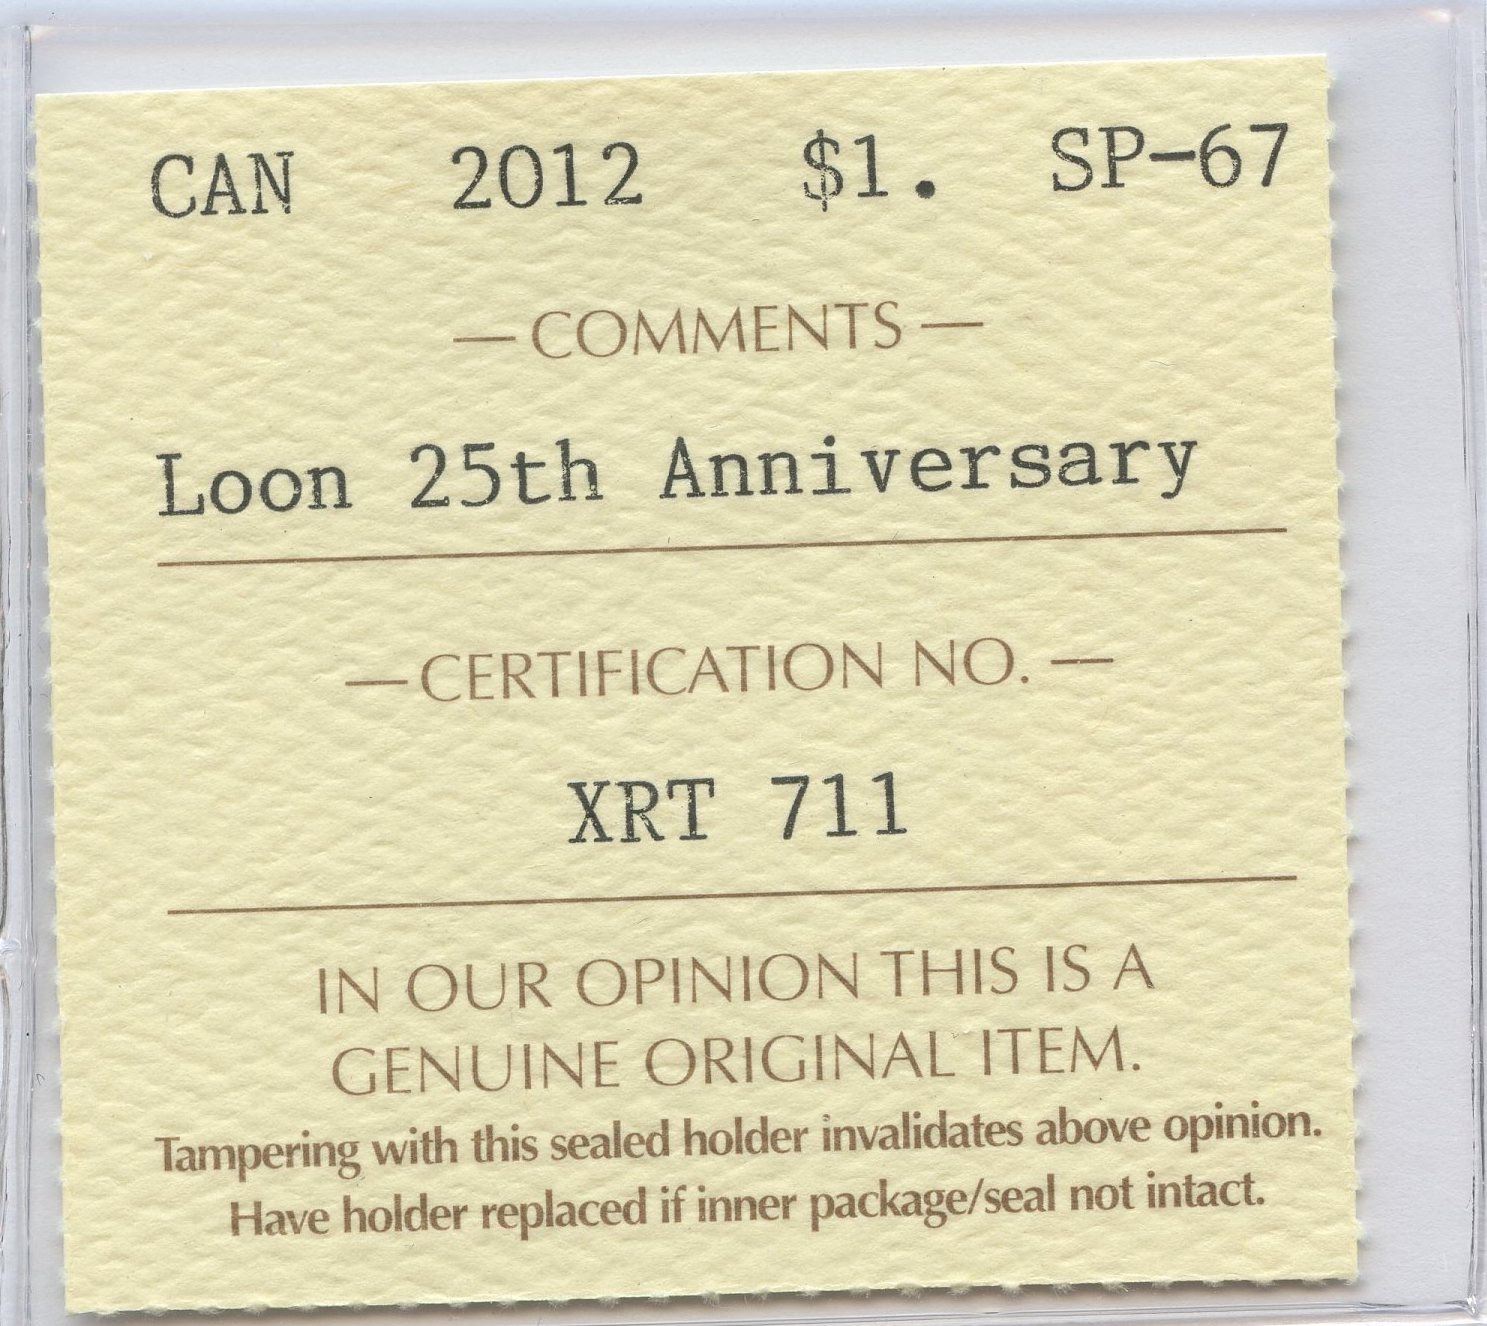 CAN 2012 $1. SP-67
— COMMENTS —
Loon 25th Anniversary
— CERTIFICATION NO. —
XRT 711
IN OUR OPINION THIS IS A
GENUINE ORIGINAL ITEM.
Tampering with this sealed holder invalidates above opinion.
Have holder replaced if inner package/seal not intact.